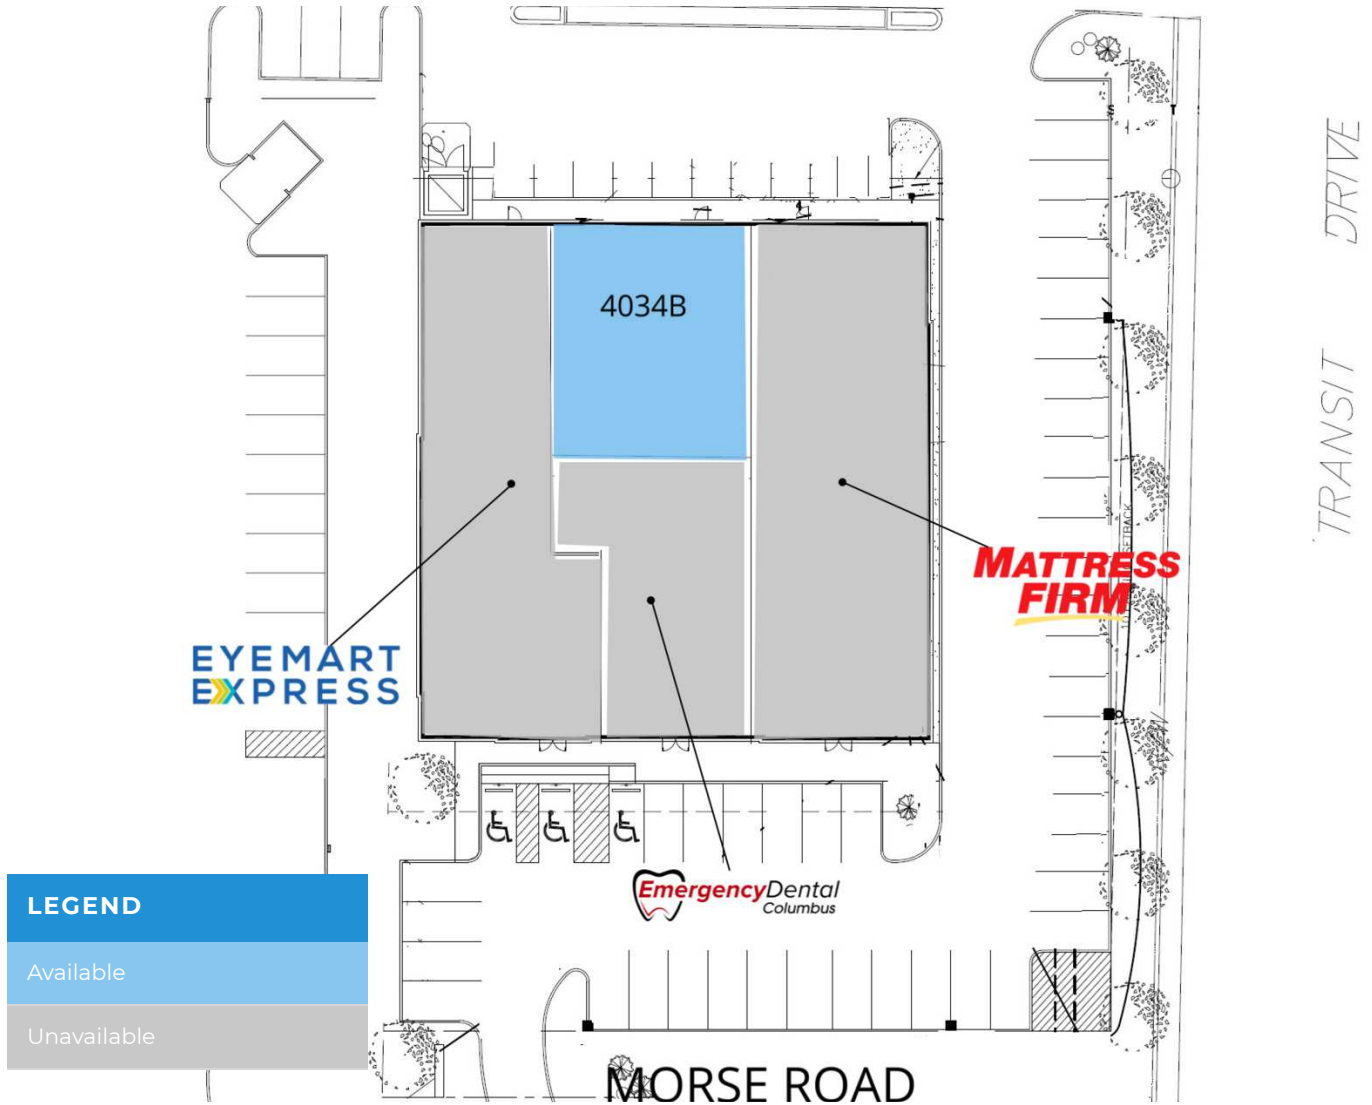 DRIVE
TRANSIT
4034B
MATTRESS
FIRM
EYEMART
EXPRESS
EmergencyDental
Columbus
LEGEND
Available
Unavailable
MORSE ROAD